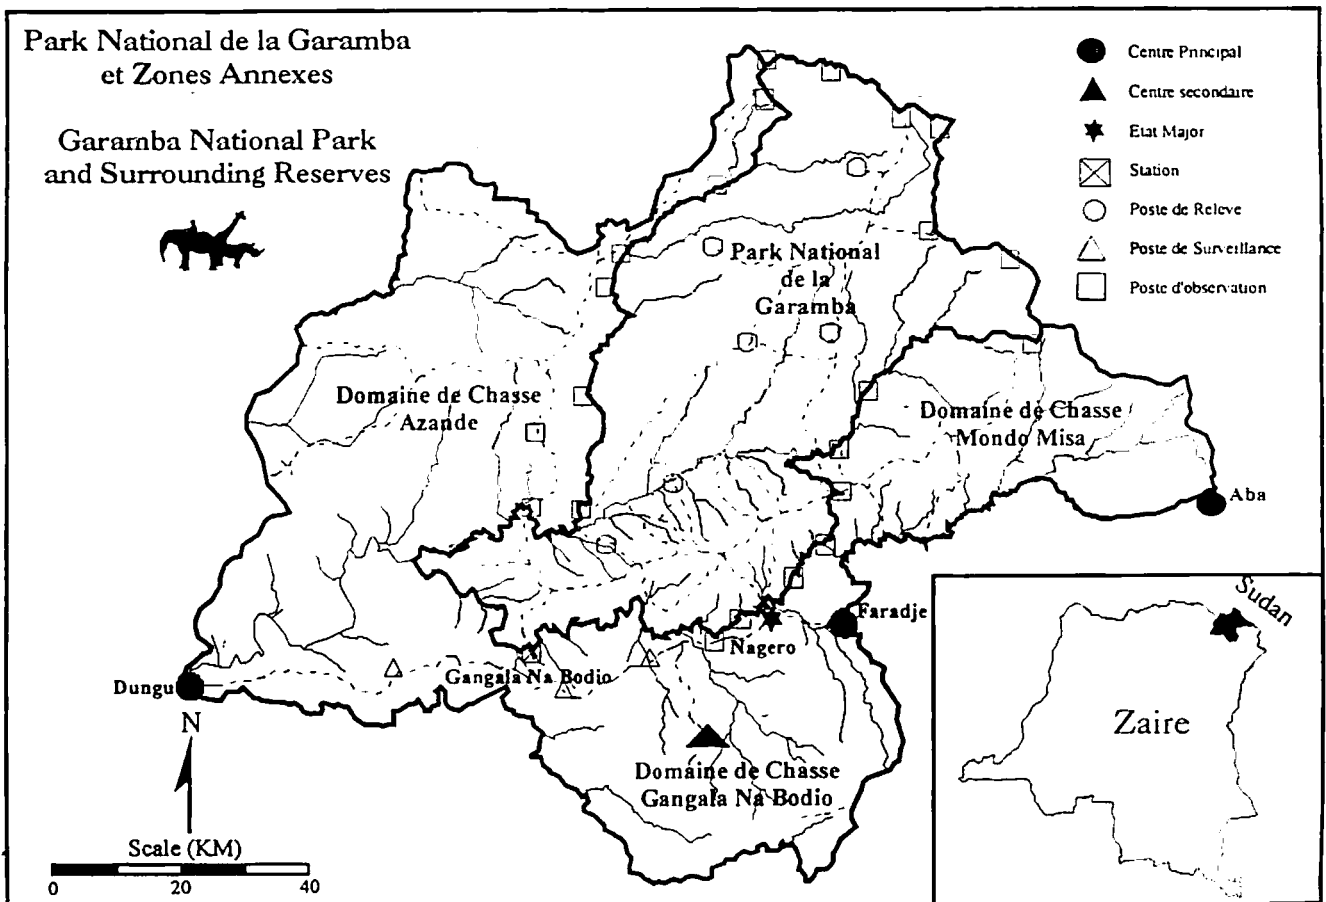 Park National de la Garamba
et Zones Annexes
Garamba National Park
and Surrounding Reserves
Centre Principal
Centre secondaire
Etat Major
Station
Poste de Releve
Poste de Surveillance
Poste d'observation
Park National
de la
Garamba
Domaine de Chasse
Azande
Domaine de Chasse
Mondo Misa
Aba
Faradje
Nagero
Gangala Na Bodio
Dungu
Domaine de Chasse
Gangala Na Bodio
N
Scale (KM)
0 20 40
Sudan
Zaire